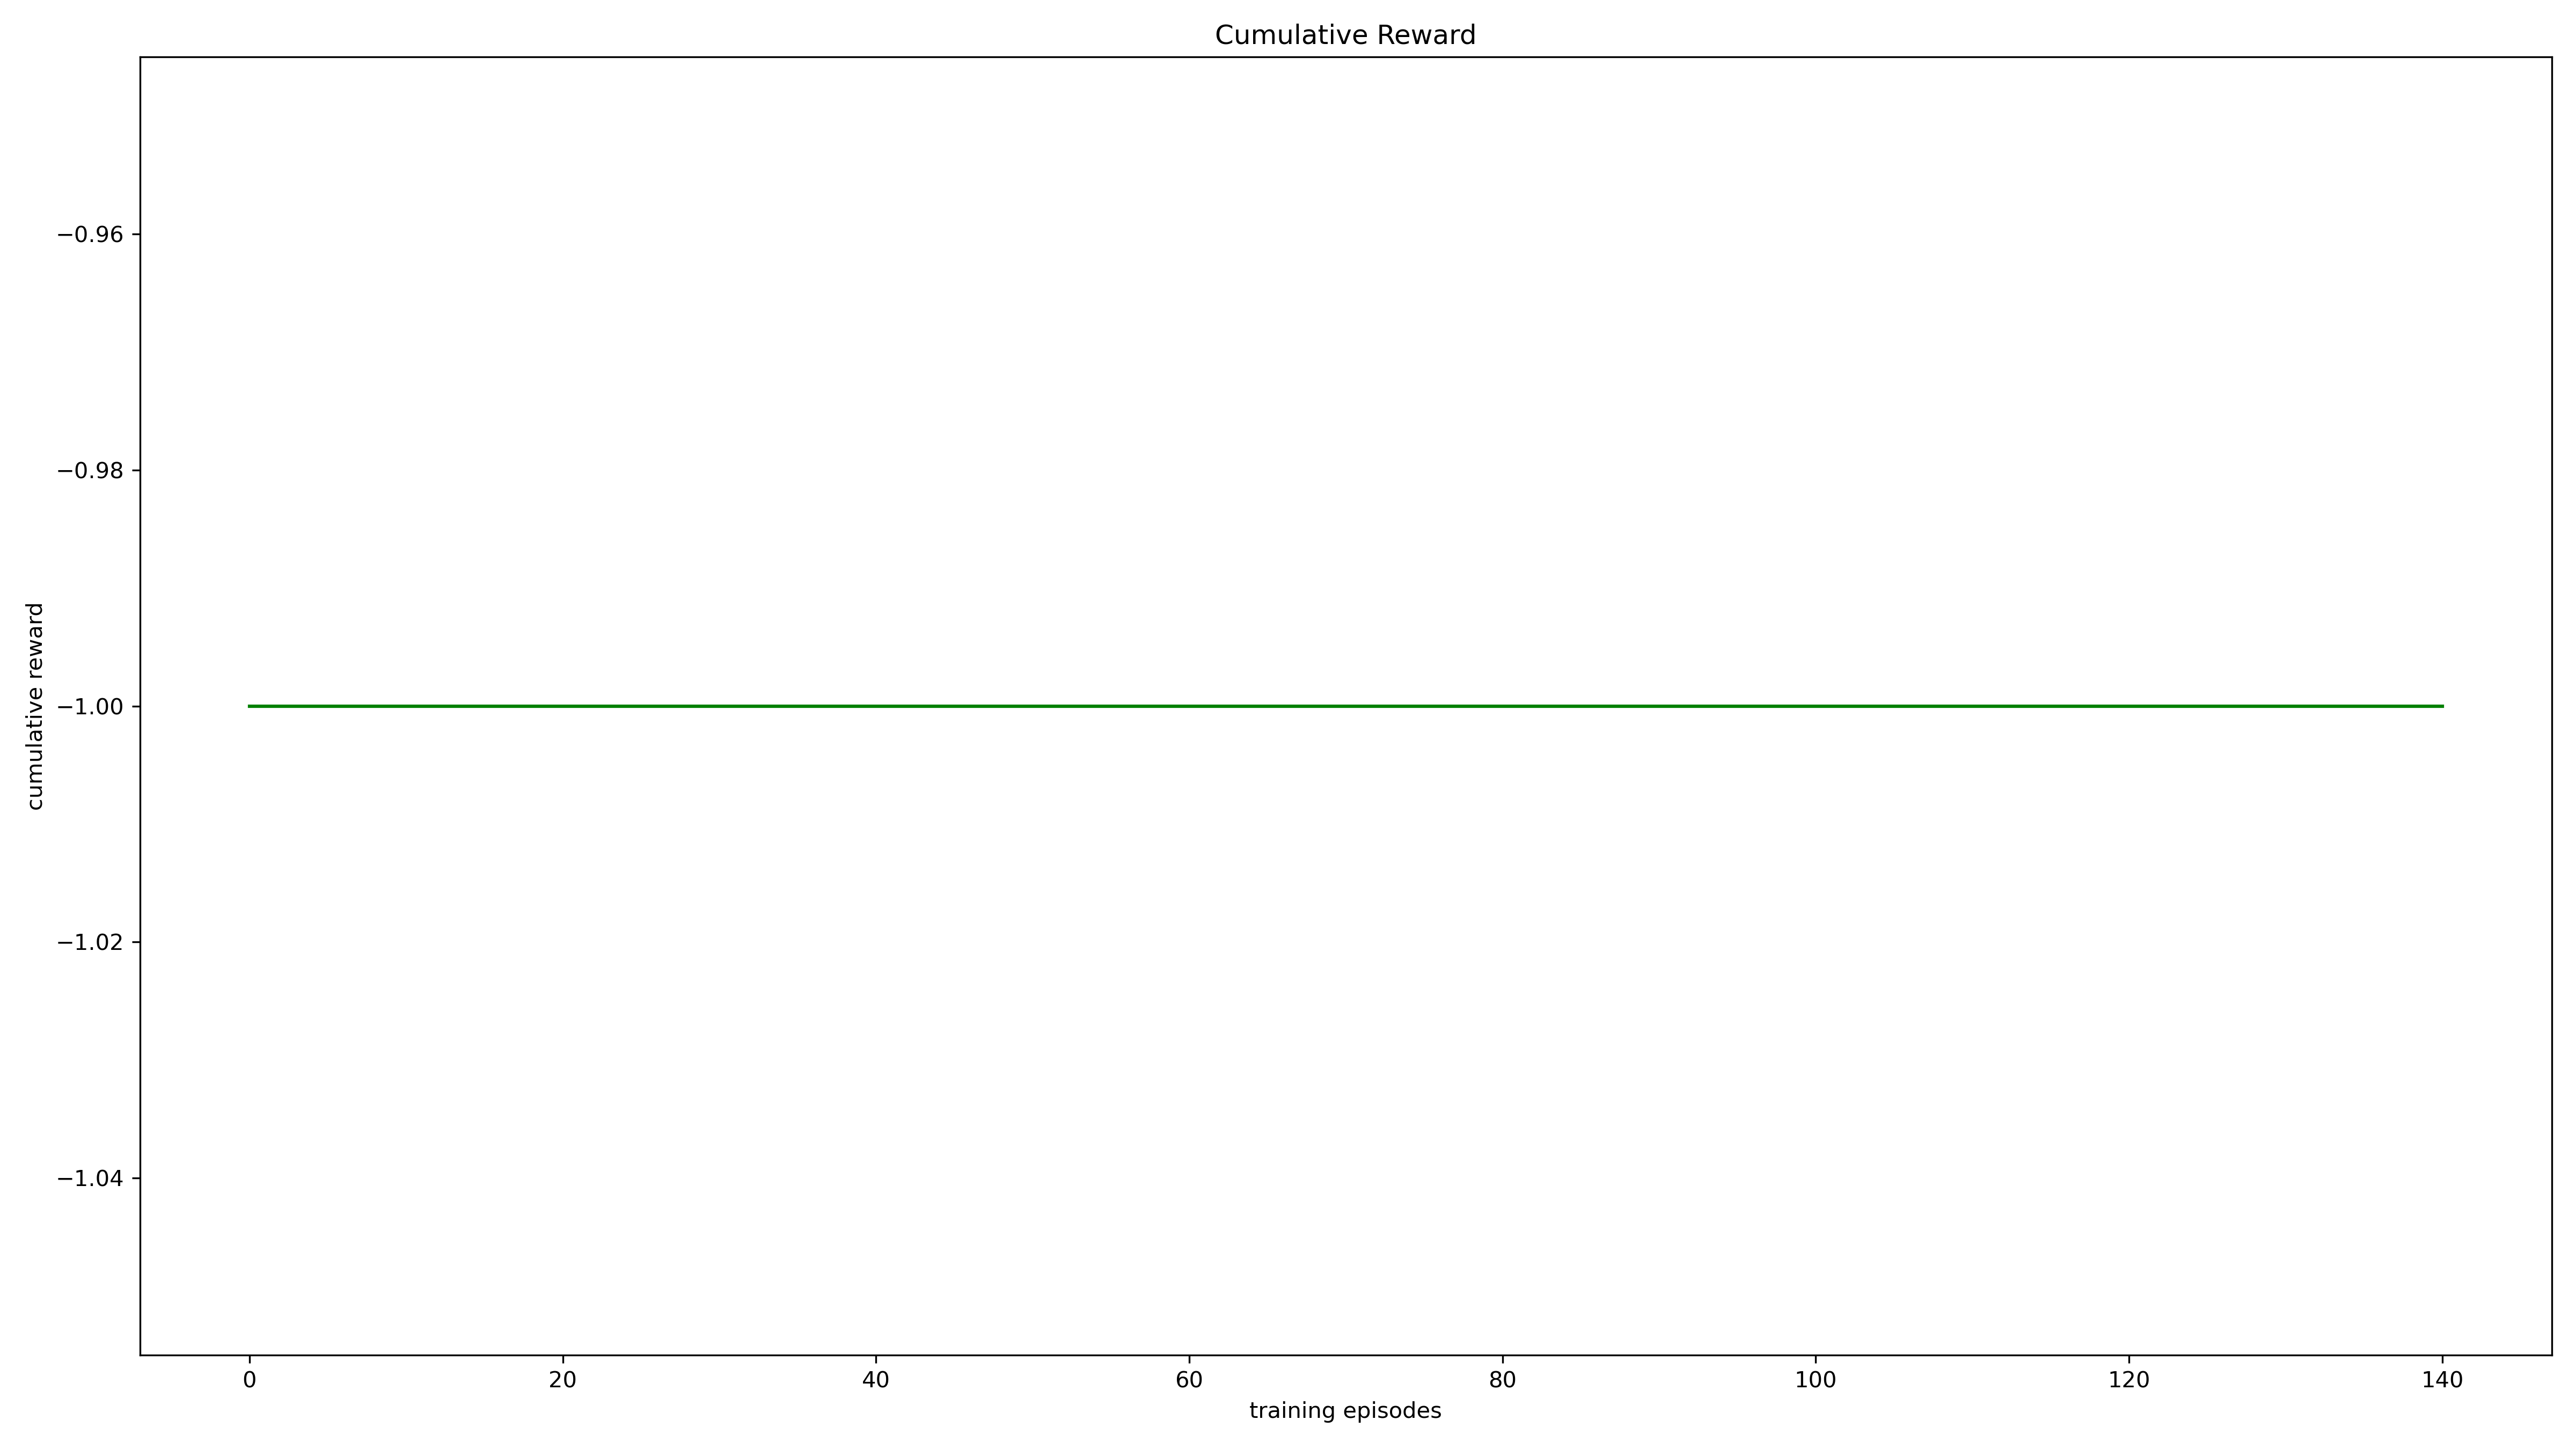 Cumulative Reward
cumulative reward
−0.96
−0.98
−1.00
−1.02
−1.04
0 20 40 60 80 100 120 140
training episodes